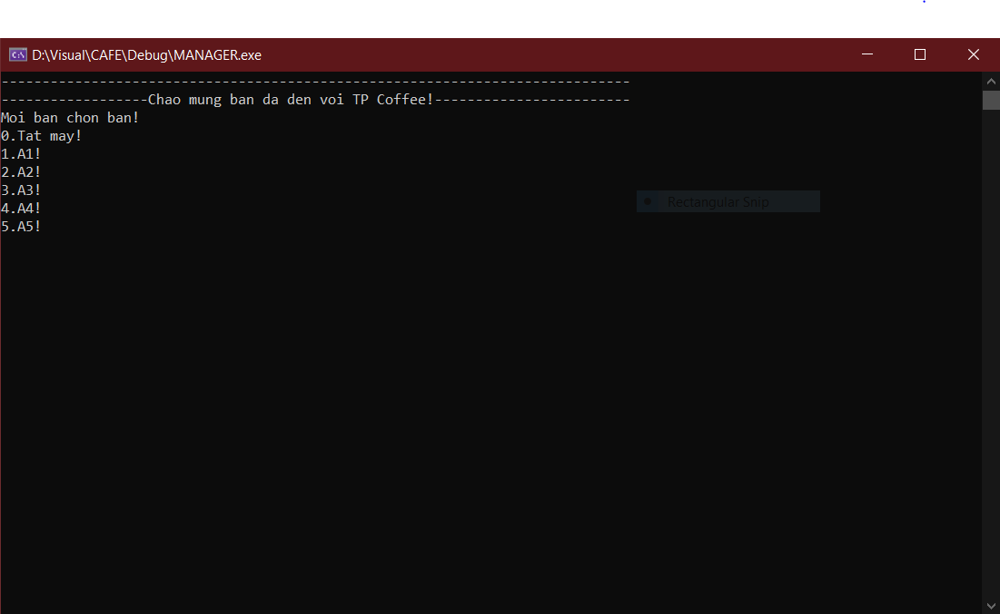 D:\Visual\CAFE\Debug\MANAGER.exe
-----------------------------------------------------------------------------
------------------Chao mung ban da den voi TP Coffee!------------------------
Moi ban chon ban!
0.Tat may!
1.A1!
2.A2!
3.A3!
Rectangular Snip
4.A4!
5.A5!